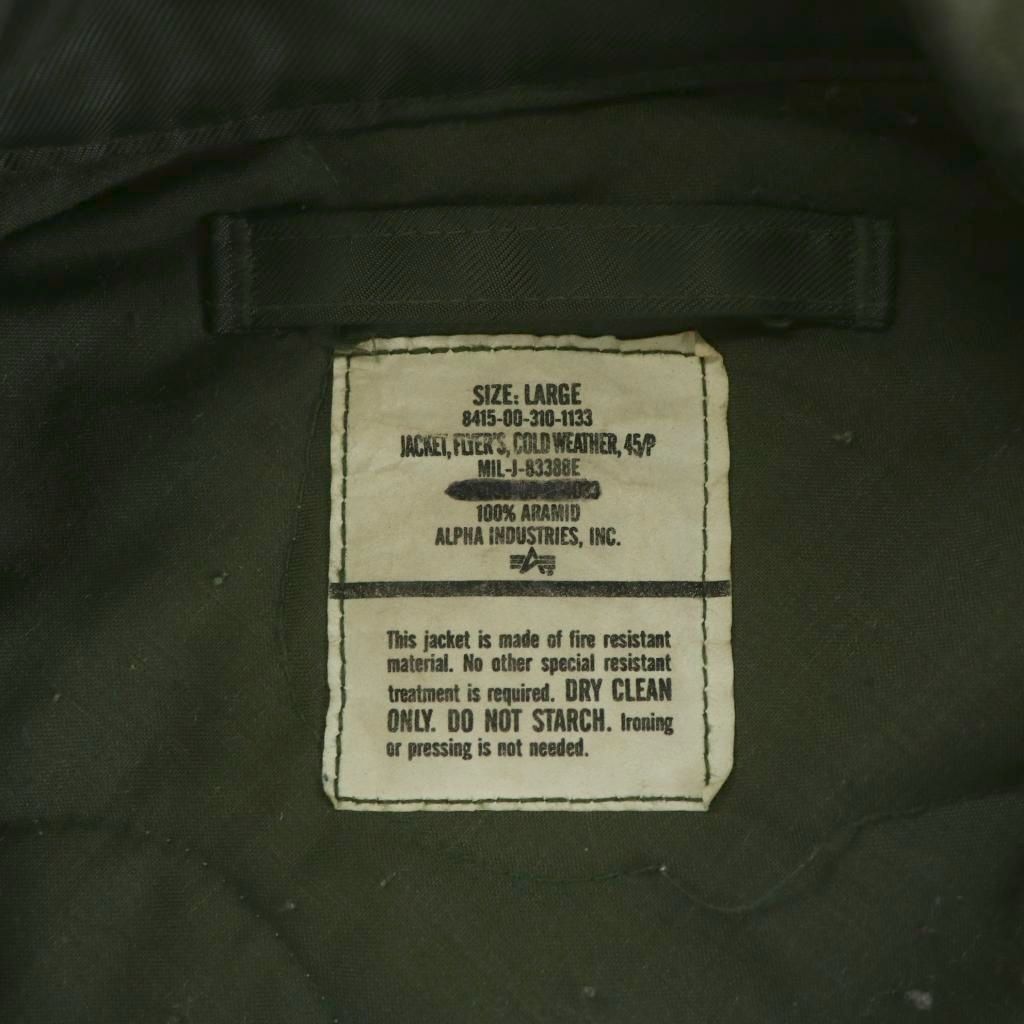 SIZE: LARGE
8415-00-310-1133
JACKET, FLYER'S, COLD WEATHER, 45/P
MIL-J-83388E
100% ARAMID
ALPHA INDUSTRIES, INC.
This jacket is made of fire resistant
material. No other special resistant
treatment is required. DRY CLEAN
ONLY. DO NOT STARCH. Ironing
or pressing is not needed.